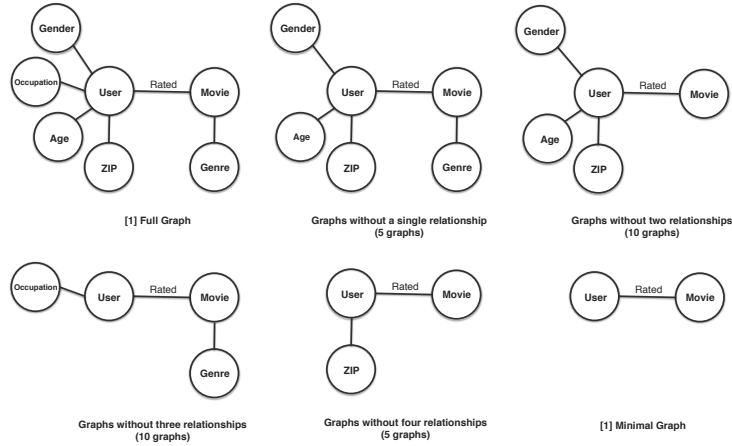 Gender
Occupation
User
Rated
Movie
Age
ZIP
Genre
[1] Full Graph
Gender
User
Rated
Movie
Age
ZIP
Genre
Graphs without a single relationship
(5 graphs)
Gender
User
Rated
Movie
Age
ZIP
Graphs without two relationships
(10 graphs)
Occupation
User
Rated
Movie
Genre
Graphs without three relationships
(10 graphs)
User
Rated
Movie
ZIP
Graphs without four relationships
(5 graphs)
User
Rated
Movie
[1] Minimal Graph